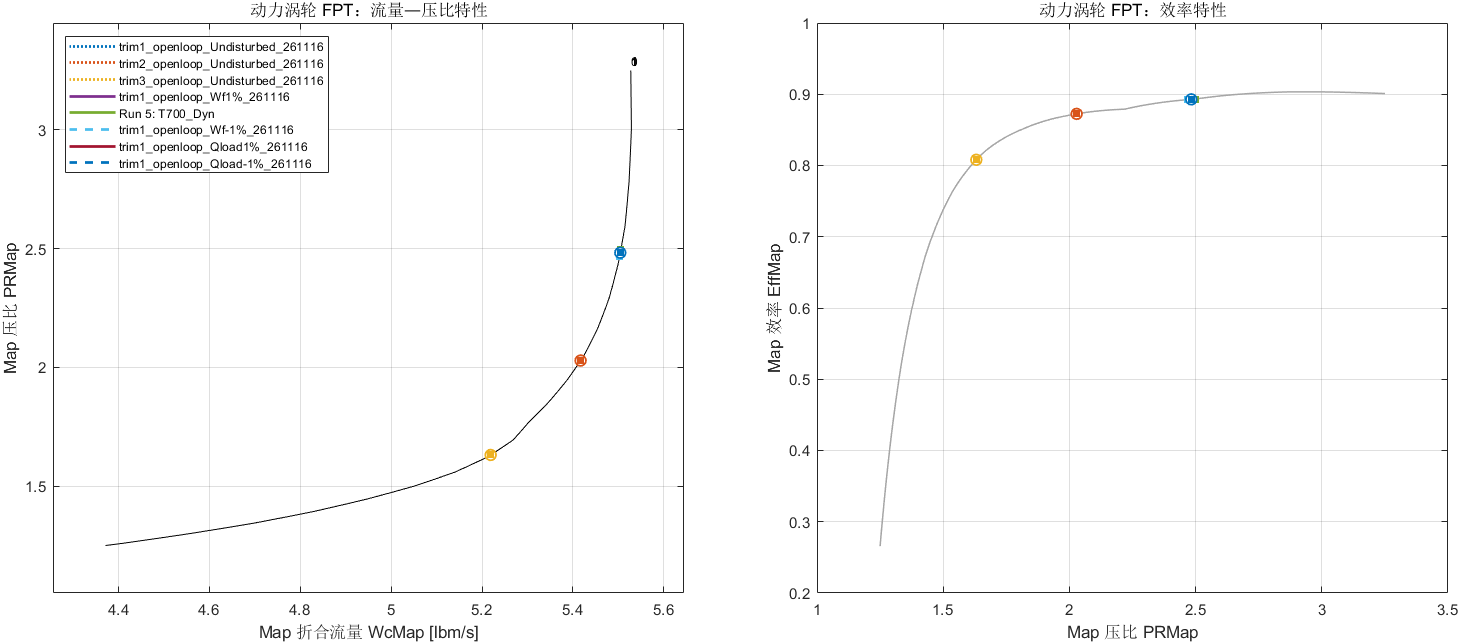 动力涡轮 FPT：流量—压比特性
trim1_openloop_Undisturbed_261116
trim2_openloop_Undisturbed_261116
trim3_openloop_Undisturbed_261116
trim1_openloop_Wf1%_261116
Run 5: T700_Dyn
trim1_openloop_Wf-1%_261116
trim1_openloop_Qload1%_261116
trim1_openloop_Qload-1%_261116
3
2.5
2
1.5
Map 压比 PRMap
4.4
4.6
4.8
5
5.2
5.4
5.6
Map 折合流量 WcMap [lbm/s]
动力涡轮 FPT：效率特性
1
0.9
0.8
0.7
0.6
0.5
0.4
0.3
0.2
Map 效率 EffMap
1
1.5
2
2.5
3
3.5
Map 压比 PRMap